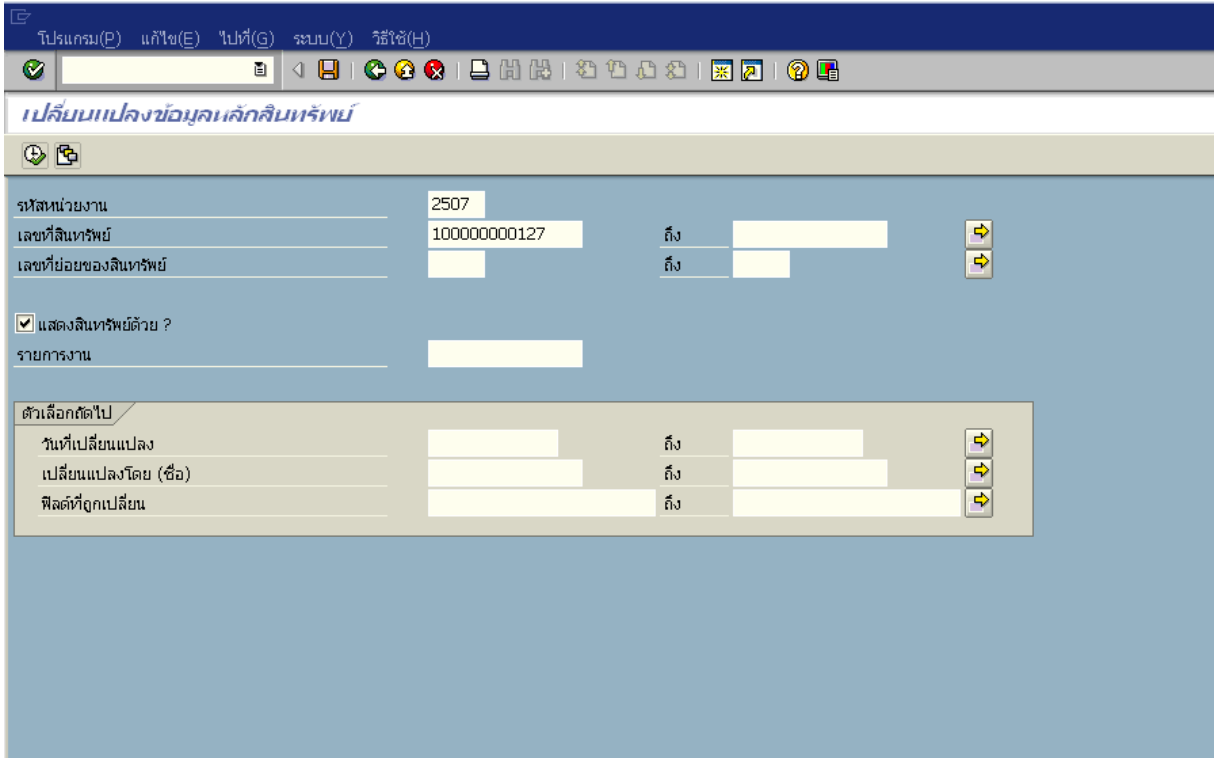 โปรแกรม(P) แก้ไข(E) ไปที่(G) ระบบ(Y) วิธีใช้(H)
เปลี่ยนแปลงข้อมูลหลักสินทรัพย์
รหัสหน่วยงาน 2507
เลขที่สินทรัพย์ 100000000127 ถึง
เลขที่ย่อยของสินทรัพย์ ถึง
แสดงสินทรัพย์ด้วย ?
รายการงาน
ตัวเลือกถัดไป
วันที่เปลี่ยนแปลง ถึง
เปลี่ยนแปลงโดย (ชื่อ) ถึง
ฟิลด์ที่ถูกเปลี่ยน ถึง